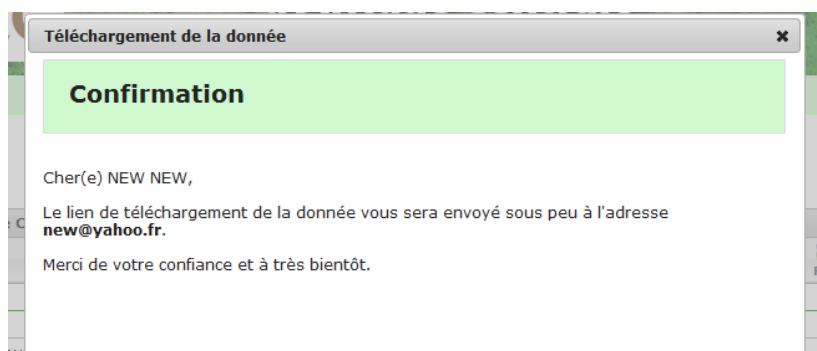 Téléchargement de la donnée
Confirmation
Cher(e) NEW NEW,
Le lien de téléchargement de la donnée vous sera envoyé sous peu à l'adresse
new@yahoo.fr.
Merci de votre confiance et à très bientôt.